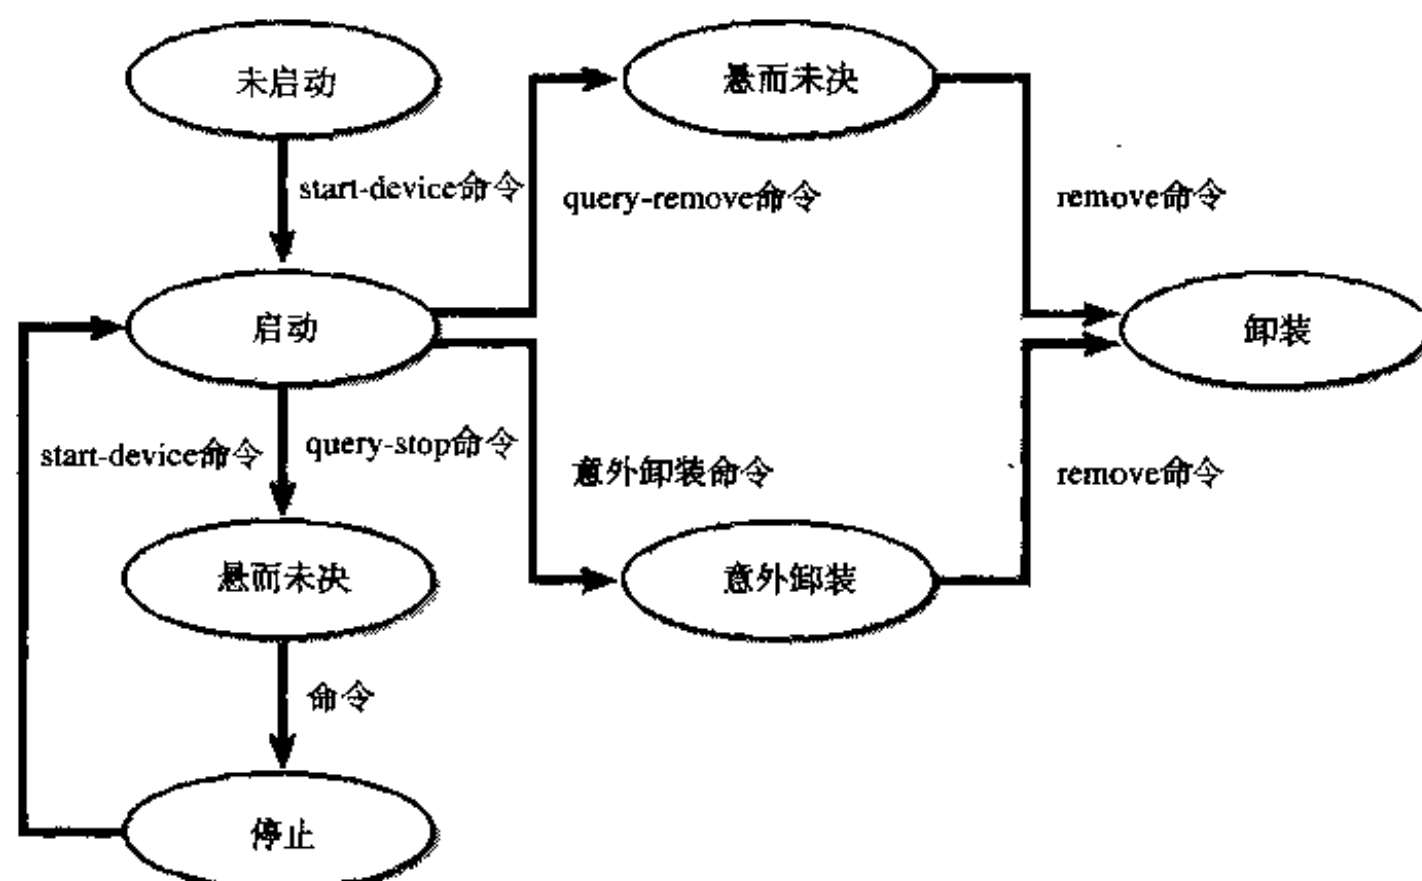 未启动
悬而未决
start-device命令
query-remove命令
remove命令
启动
卸装
start-device命令
query-stop命令
意外卸装命令
remove命令
悬而未决
意外卸装
命令
停止